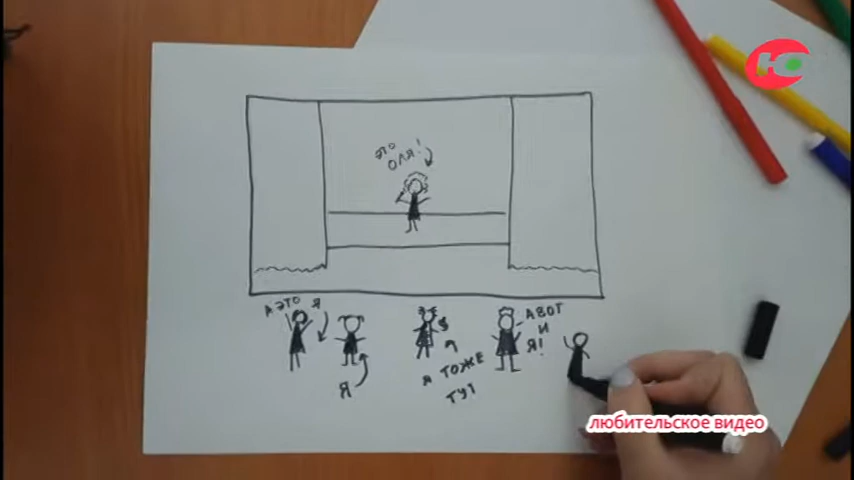 ЭТО
ОЛЯ!
А ЭТО Я
Я
Я ТОЖЕ
ТУТ
А ВОТ
И
Я!
любительское видео